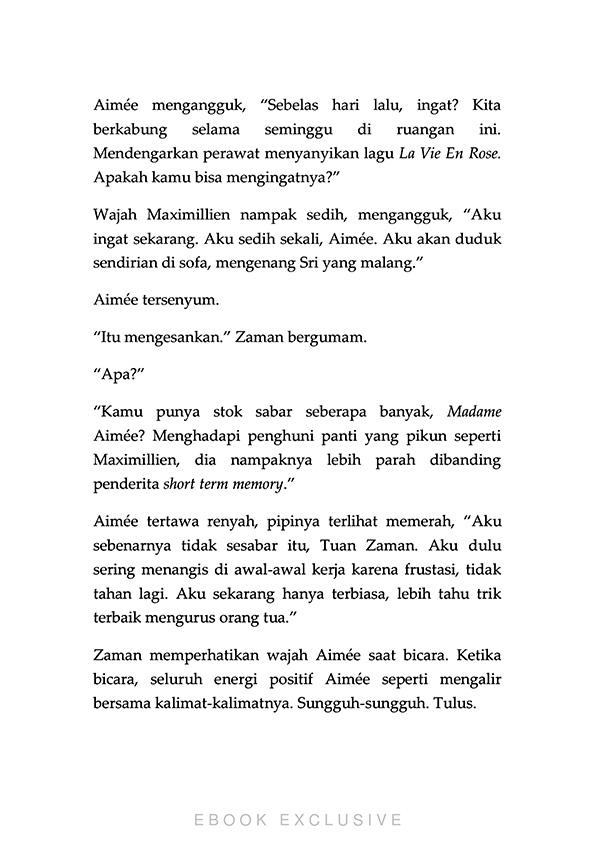 Aimée mengangguk, “Sebelas hari lalu, ingat? Kita
berkabung selama seminggu di ruangan ini.
Mendengarkan perawat menyanyikan lagu La Vie En Rose.
Apakah kamu bisa mengingatnya?”
Wajah Maximillien nampak sedih, mengangguk, “Aku
ingat sekarang. Aku sedih sekali, Aimée. Aku akan duduk
sendirian di sofa, mengenang Sri yang malang.”
Aimée tersenyum.
“Itu mengesankan.” Zaman bergumam.
“Apa?”
“Kamu punya stok sabar seberapa banyak, Madame
Aimée? Menghadapi penghuni panti yang pikun seperti
Maximillien, dia nampaknya lebih parah dibanding
penderita short term memory.”
Aimée tertawa renyah, pipinya terlihat memerah, “Aku
sebenarnya tidak sesabar itu, Tuan Zaman. Aku dulu
sering menangis di awal-awal kerja karena frustasi, tidak
tahan lagi. Aku sekarang hanya terbiasa, lebih tahu trik
terbaik mengurus orang tua.”
Zaman memperhatikan wajah Aimée saat bicara. Ketika
bicara, seluruh energi positif Aimée seperti mengalir
bersama kalimat-kalimatnya. Sungguh-sungguh. Tulus.
EBOOK EXCLUSIVE